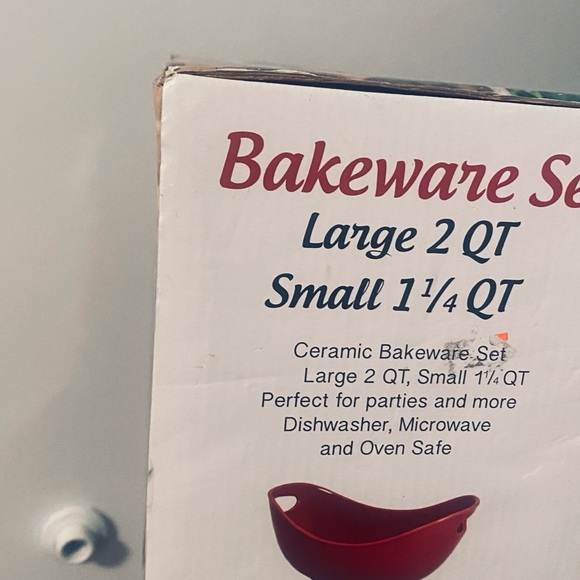 Bakeware Se
Large 2 QT
Small 1¼ QT
Ceramic Bakeware Set
Large 2 QT, Small 1¼ QT
Perfect for parties and more
Dishwasher, Microwave
and Oven Safe